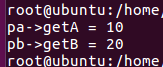 root@ubuntu:/home/
pa->getA = 10
pb->getB = 20
root@ubuntu:/home/